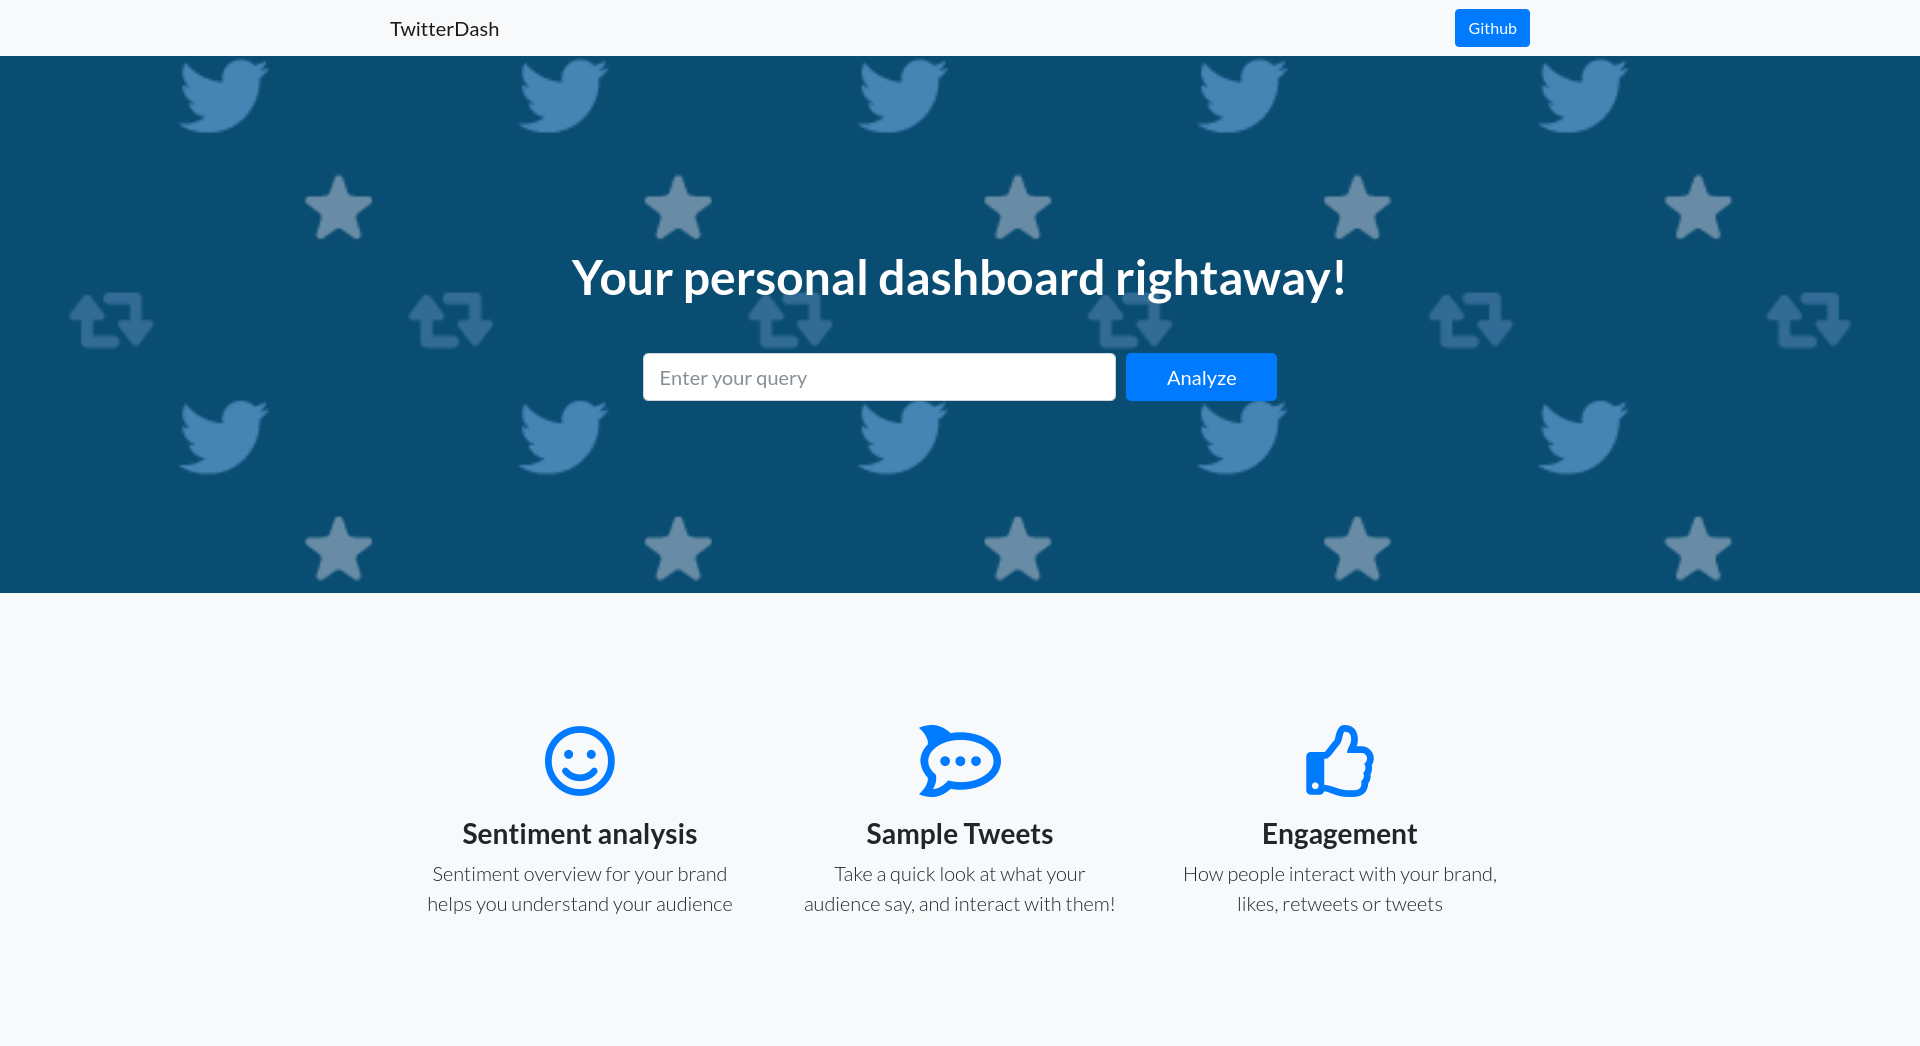 TwitterDash
Github
Your personal dashboard rightaway!
Enter your query
Analyze
Sentiment analysis
Sentiment overview for your brand
helps you understand your audience
Sample Tweets
Take a quick look at what your
audience say, and interact with them!
Engagement
How people interact with your brand,
likes, retweets or tweets